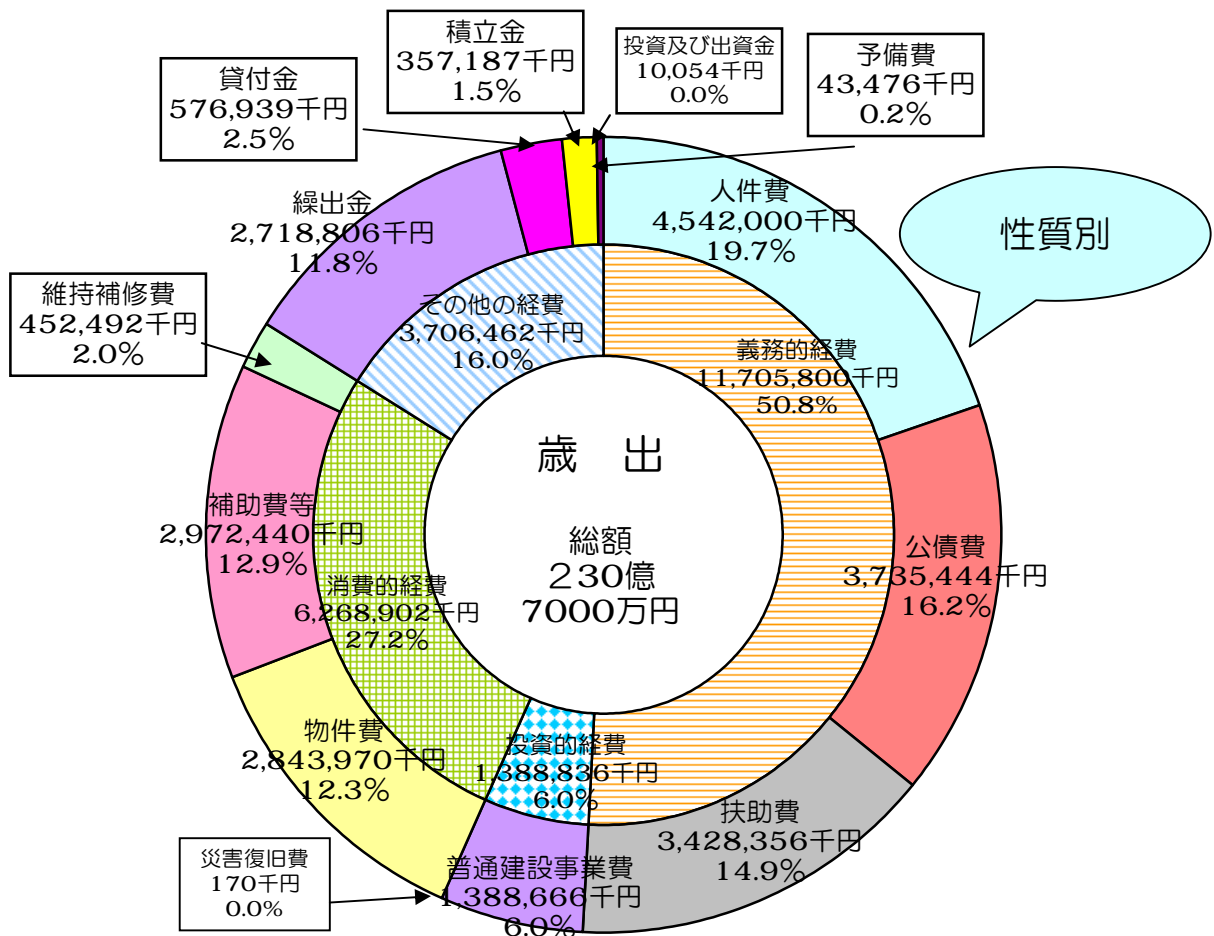 積立金
357,187千円
1.5%
投資及び出資金
10,054千円
0.0%
予備費
43,476千円
0.2%
貸付金
576,939千円
2.5%
人件費
4,542,000千円
19.7%
性質別
繰出金
2,718,806千円
11.8%
維持補修費
452,492千円
2.0%
その他の経費
3,706,462千円
16.0%
義務的経費
11,705,800千円
50.8%
歳 出
総額
230億
7000万円
補助費等
2,972,440千円
12.9%
消費的経費
6,268,902千円
27.2%
公債費
3,735,444千円
16.2%
物件費
2,843,970千円
12.3%
投資的経費
1,388,836千円
6.0%
扶助費
3,428,356千円
14.9%
災害復旧費
170千円
0.0%
普通建設事業費
1,388,666千円
6.0%